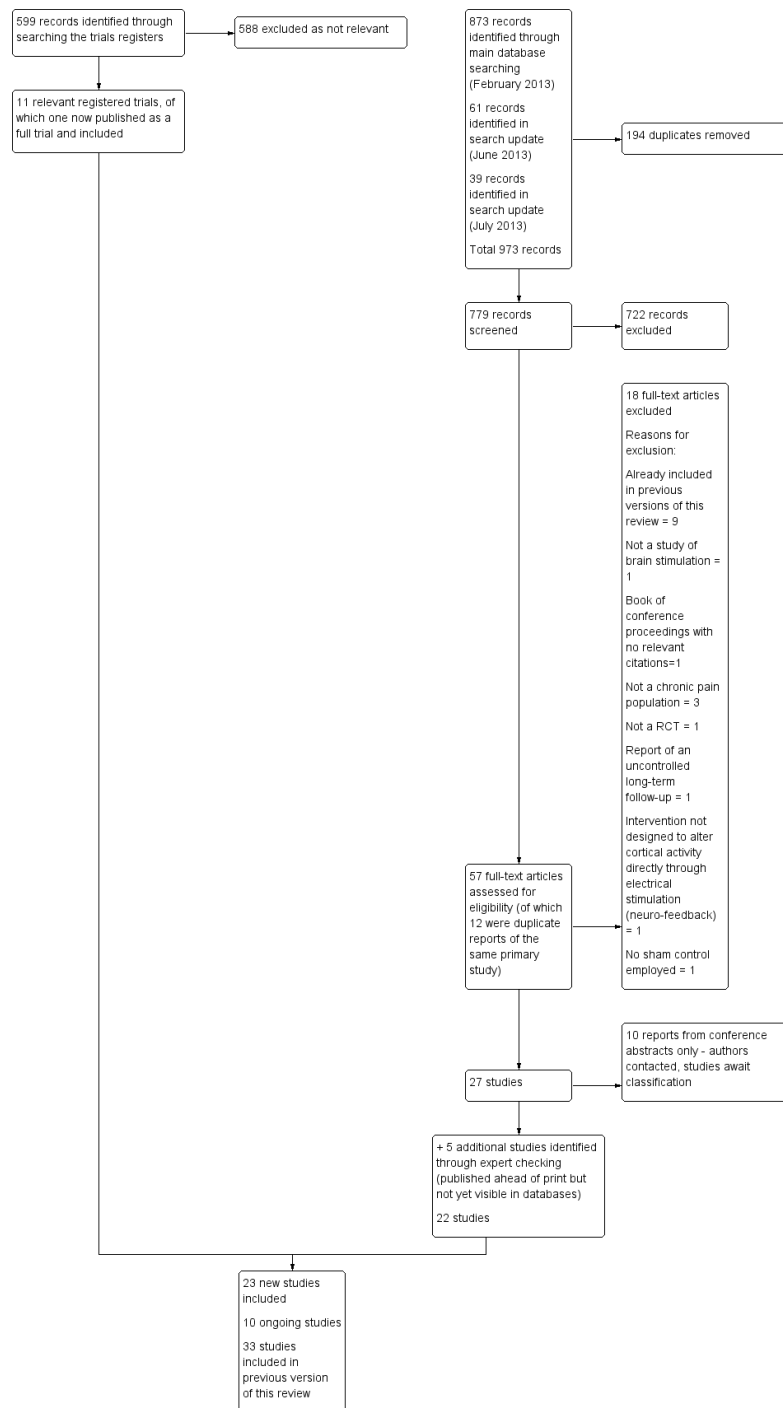 599 records identified through
searching the trials registers
588 excluded as not relevant
11 relevant registered trials, of
which one now published as a
full trial and included
873 records
identified through
main database
searching
(February 2013)
61 records
identified in
search update
(June 2013)
39 records
identified in
search update
(July 2013)
Total 973 records
194 duplicates removed
779 records
screened
722 records
excluded
18 full-text articles
excluded
Reasons for
exclusion:
Already included
in previous
versions of this
review = 9
Not a study of
brain stimulation =
1
Book of
conference
proceedings with
no relevant
citations=1
Not a chronic pain
population = 3
Not a RCT = 1
Report of an
uncontrolled
long-term
follow-up = 1
Intervention not
designed to alter
cortical activity
directly through
electrical
stimulation
(neuro-feedback)
= 1
No sham control
employed = 1
57 full-text articles
assessed for
eligibility (of which
12 were duplicate
reports of the
same primary
study)
27 studies
10 reports from conference
abstracts only - authors
contacted, studies await
classification
+ 5 additional studies identified
through expert checking
(published ahead of print but
not yet visible in databases)
22 studies
23 new studies
included
10 ongoing studies
33 studies
included in
previous version
of this review